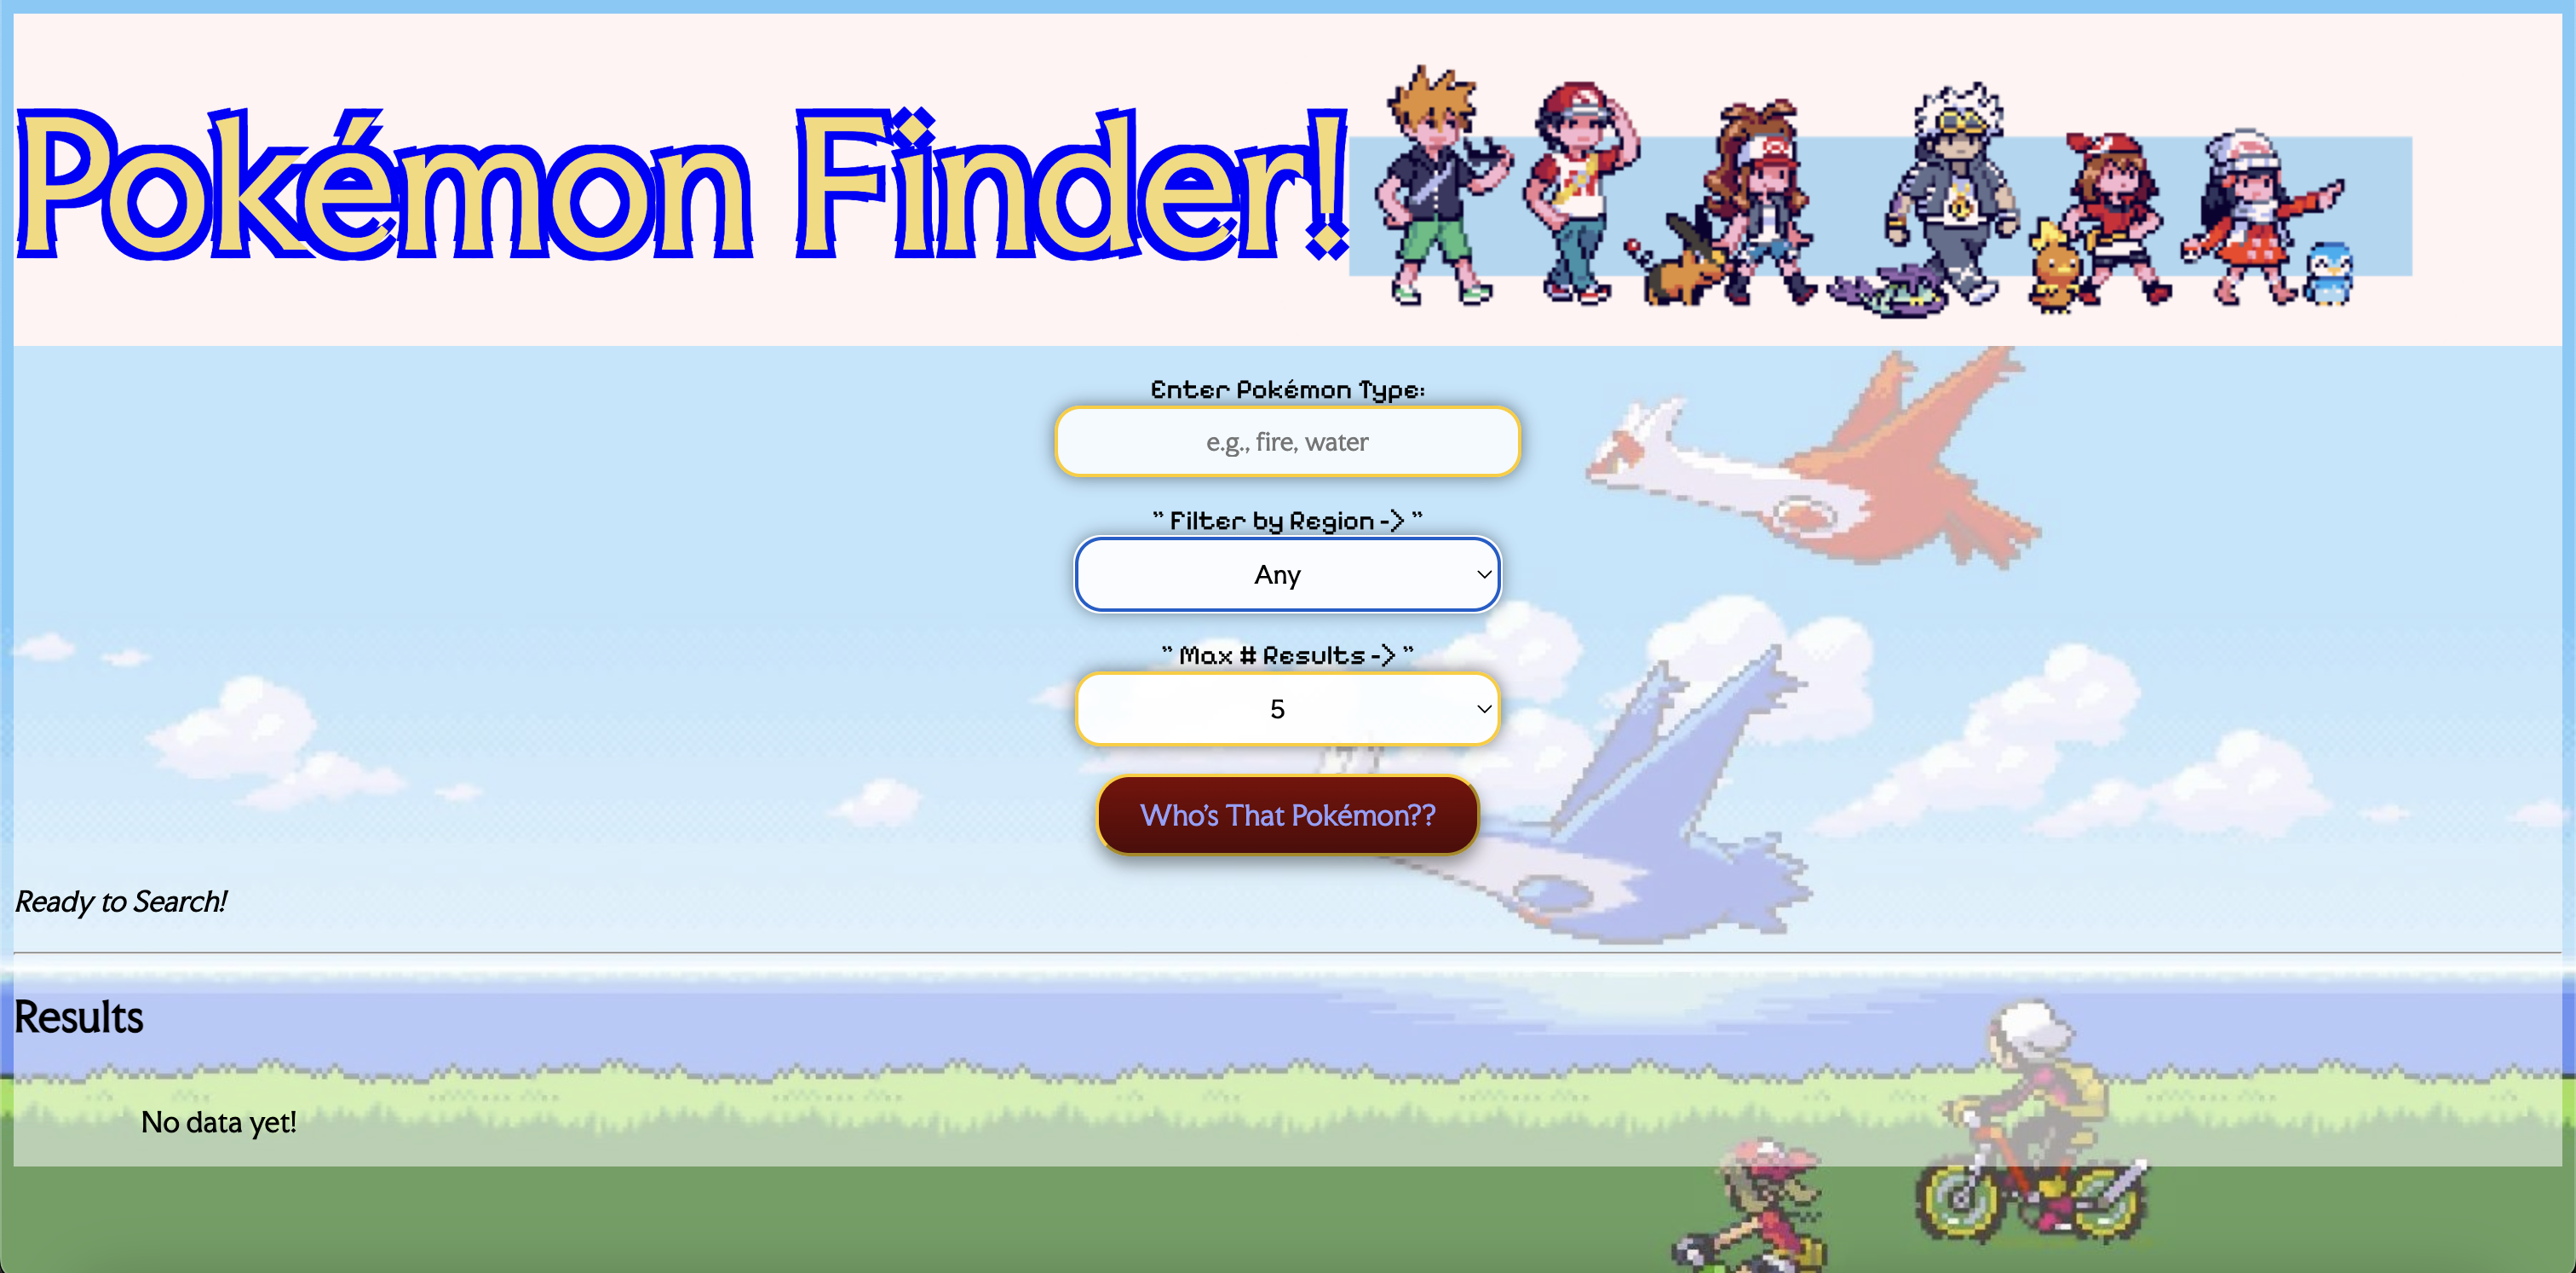 Pokémon Finder!
Enter Pokémon Type:
e.g., fire, water
" Filter by Region -> "
Any
" Max # Results -> "
5
Who's That Pokémon??
Ready to Search!
Results
No data yet!